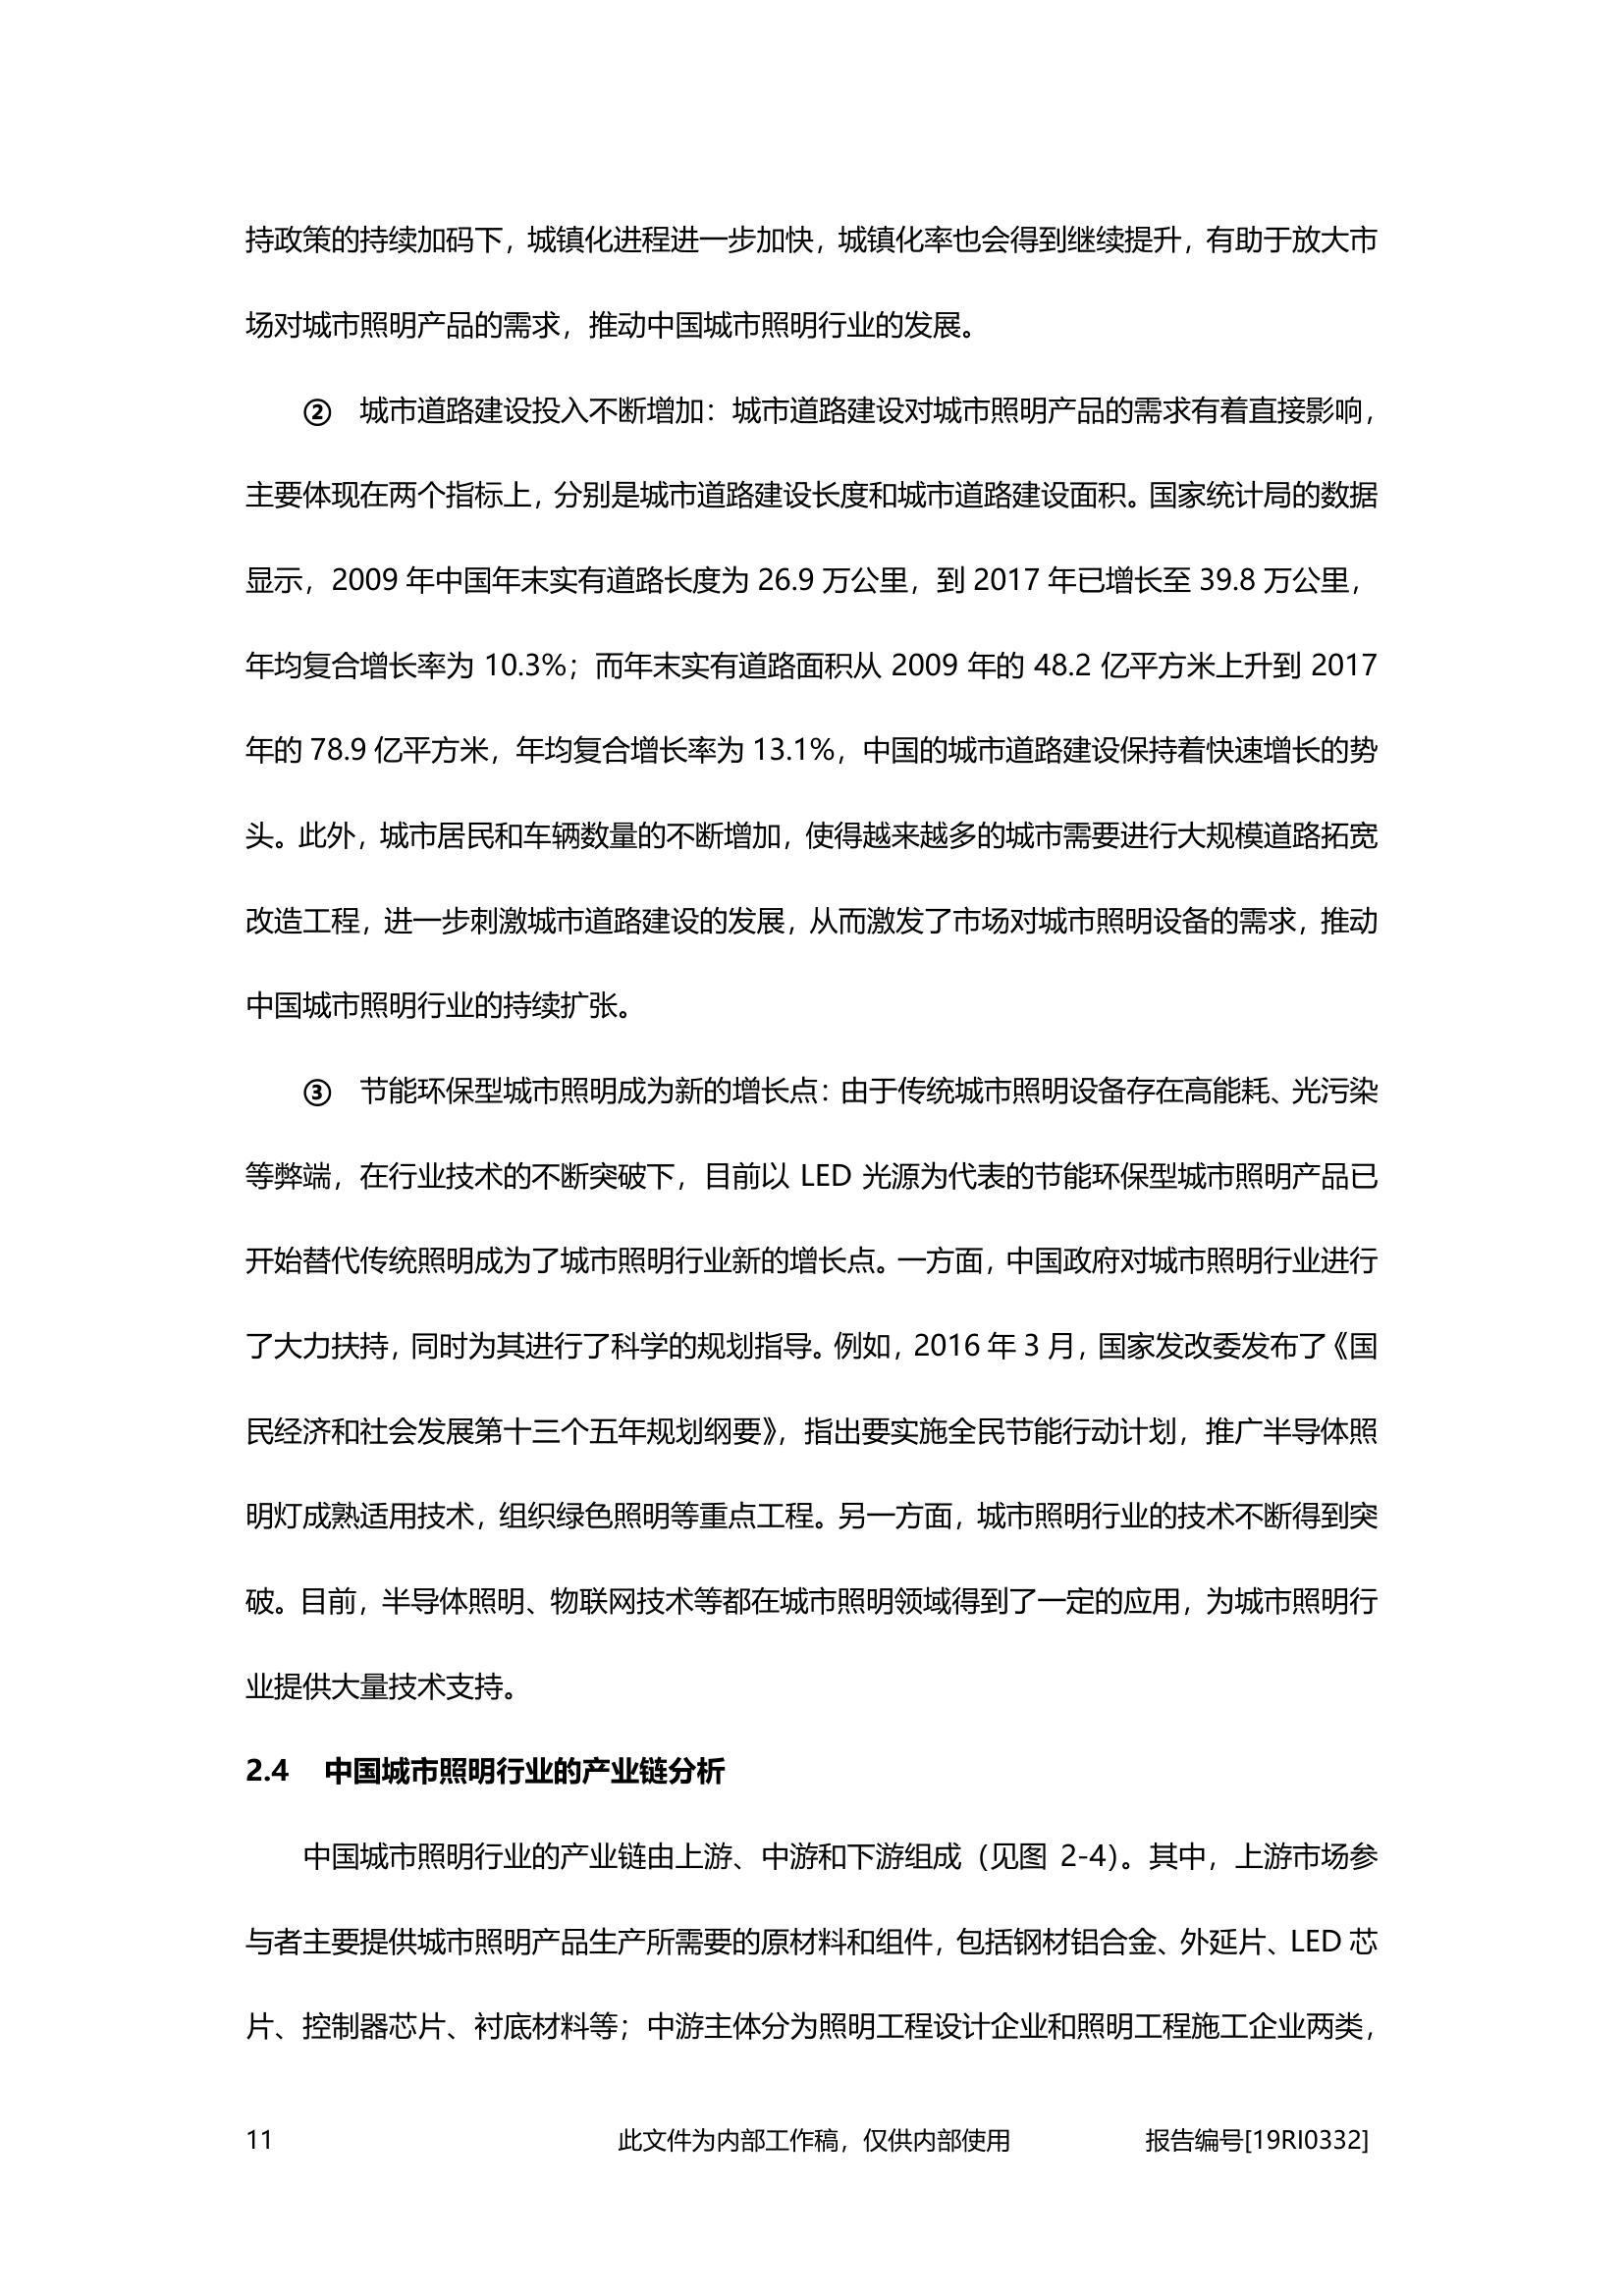 持政策的持续加码下，城镇化进程进一步加快，城镇化率也会得到继续提升，有助于放大市
场对城市照明产品的需求，推动中国城市照明行业的发展。
② 城市道路建设投入不断增加：城市道路建设对城市照明产品的需求有着直接影响，
主要体现在两个指标上，分别是城市道路建设长度和城市道路建设面积。国家统计局的数据
显示，2009 年中国年末实有道路长度为 26.9 万公里，到 2017 年已增长至 39.8 万公里，
年均复合增长率为 10.3%；而年末实有道路面积从 2009 年的 48.2 亿平方米上升到 2017
年的 78.9 亿平方米，年均复合增长率为 13.1%，中国的城市道路建设保持着快速增长的势
头。此外，城市居民和车辆数量的不断增加，使得越来越多的城市需要进行大规模道路拓宽
改造工程，进一步刺激城市道路建设的发展，从而激发了市场对城市照明设备的需求，推动
中国城市照明行业的持续扩张。
③ 节能环保型城市照明成为新的增长点：由于传统城市照明设备存在高能耗、光污染
等弊端，在行业技术的不断突破下，目前以 LED 光源为代表的节能环保型城市照明产品已
开始替代传统照明成为了城市照明行业新的增长点。一方面，中国政府对城市照明行业进行
了大力扶持，同时为其进行了科学的规划指导。例如，2016 年 3 月，国家发改委发布了《国
民经济和社会发展第十三个五年规划纲要》，指出要实施全民节能行动计划，推广半导体照
明灯成熟适用技术，组织绿色照明等重点工程。另一方面，城市照明行业的技术不断得到突
破。目前，半导体照明、物联网技术等都在城市照明领域得到了一定的应用，为城市照明行
业提供大量技术支持。
2.4 中国城市照明行业的产业链分析
中国城市照明行业的产业链由上游、中游和下游组成（见图 2-4）。其中，上游市场参
与者主要提供城市照明产品生产所需要的原材料和组件，包括钢材铝合金、外延片、LED 芯
片、控制器芯片、衬底材料等；中游主体分为照明工程设计企业和照明工程施工企业两类，
11 此文件为内部工作稿，仅供内部使用 报告编号[19RI0332]